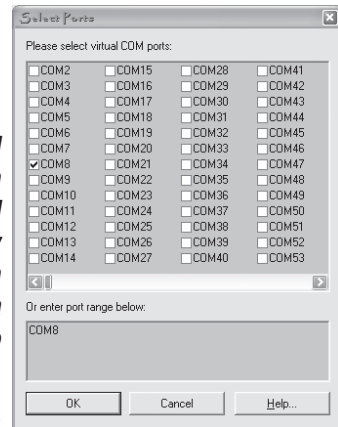 Select Ports
Please select virtual COM ports:
COM2 COM15 COM28 COM41
COM3 COM16 COM29 COM42
COM4 COM17 COM30 COM43
COM5 COM18 COM31 COM44
COM6 COM19 COM32 COM45
COM7 COM20 COM33 COM46
COM8 COM21 COM34 COM47
COM9 COM22 COM35 COM48
COM10 COM23 COM36 COM49
COM11 COM24 COM37 COM50
COM12 COM25 COM38 COM51
COM13 COM26 COM39 COM52
COM14 COM27 COM40 COM53
Or enter port range below:
COM8
OK Cancel Help...